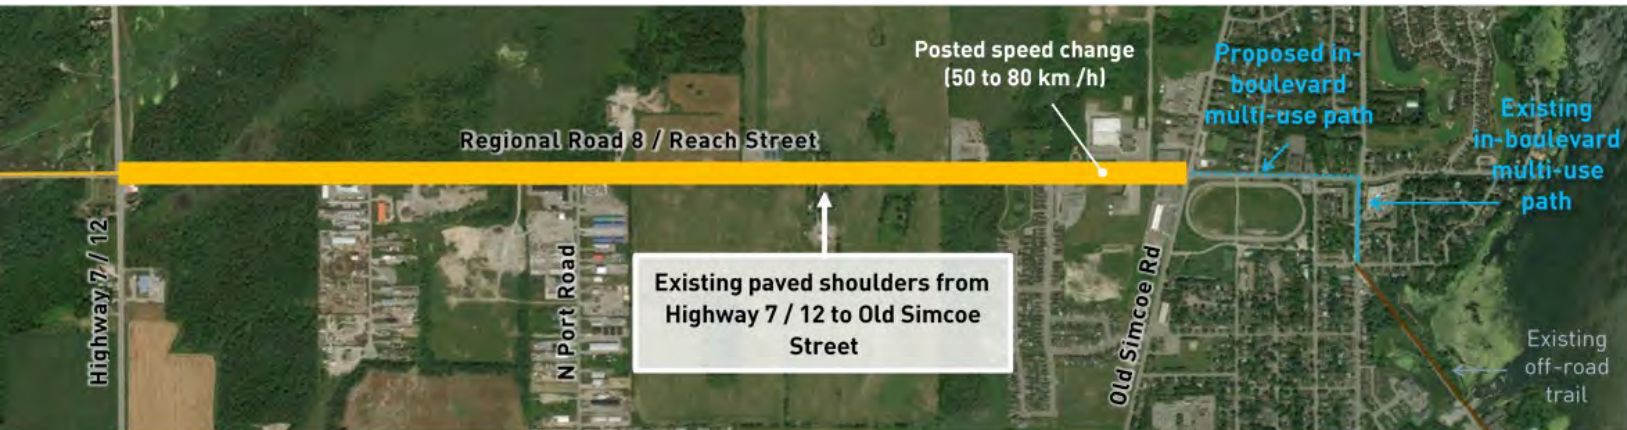 Posted speed change
(50 to 80 km /h)
Proposed in-
boulevard
multi-use path
Existing
in-boulevard
multi-use
path
Regional Road 8 / Reach Street
Highway 7 / 12
N Port Road
Existing paved shoulders from
Highway 7 / 12 to Old Simcoe
Street
Old Simcoe Rd
Existing
off-road
trail